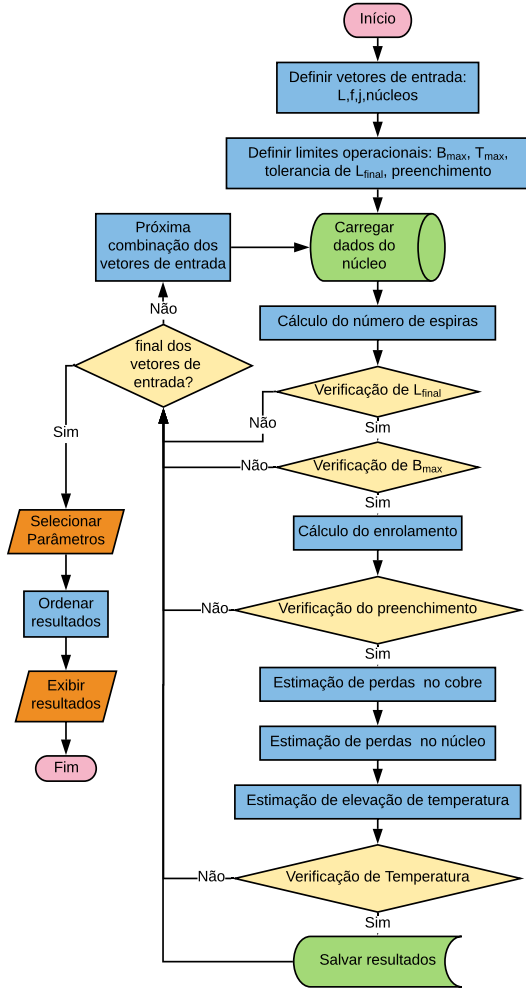 Início
Definir vetores de entrada:
L,f,j,núcleos
Definir limites operacionais: Bmax, Tmax,
tolerancia de Lfinal, preenchimento
Próxima
combinação dos
vetores de entrada
Carregar
dados do
núcleo
Cálculo do número de espiras
Não
final dos
vetores de
entrada?
Verificação de Lfinal
Não
Sim
Sim
Verificação de Bmax
Não
Sim
Selecionar
Parâmetros
Cálculo do enrolamento
Ordenar
resultados
Verificação do preenchimento
Não
Sim
Exibir
resultados
Estimação de perdas no cobre
Estimação de perdas no núcleo
Fim
Estimação de elevação de temperatura
Verificação de Temperatura
Não
Sim
Salvar resultados